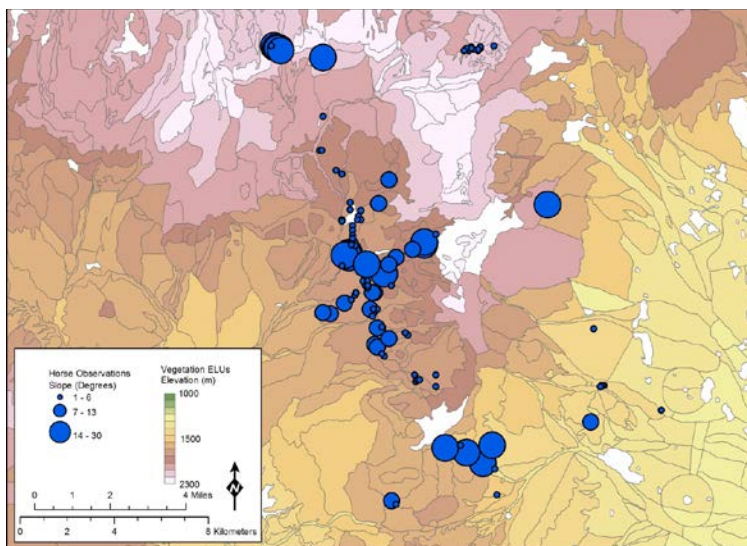 Horse Observations
Slope (Degrees)
1 - 6
7 - 13
14 - 30
Vegetation ELUs
Elevation (m)
1000
1500
2300
0 2 4 Miles
N
0 2 4 8 Kilometers